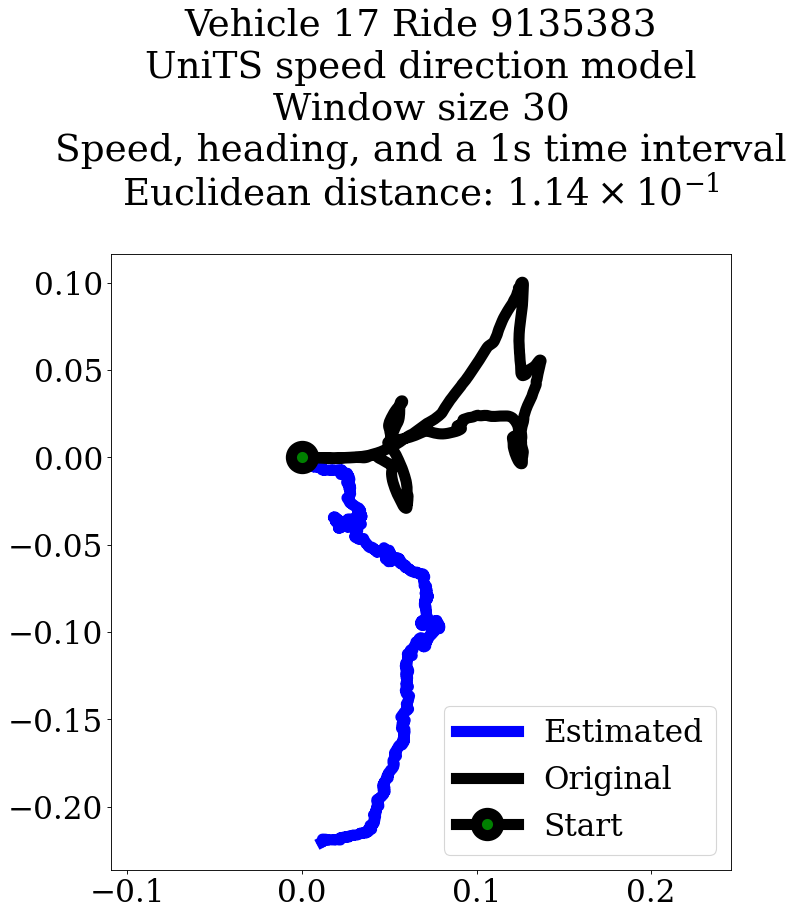 Vehicle 17 Ride 9135383
UniTS speed direction model
Window size 30
Speed, heading, and a 1s time interval
Euclidean distance: 1.14 × 10⁻¹
0.10
0.05
0.00
−0.05
−0.10
−0.15
−0.20
Estimated
Original
Start
−0.1
0.0
0.1
0.2